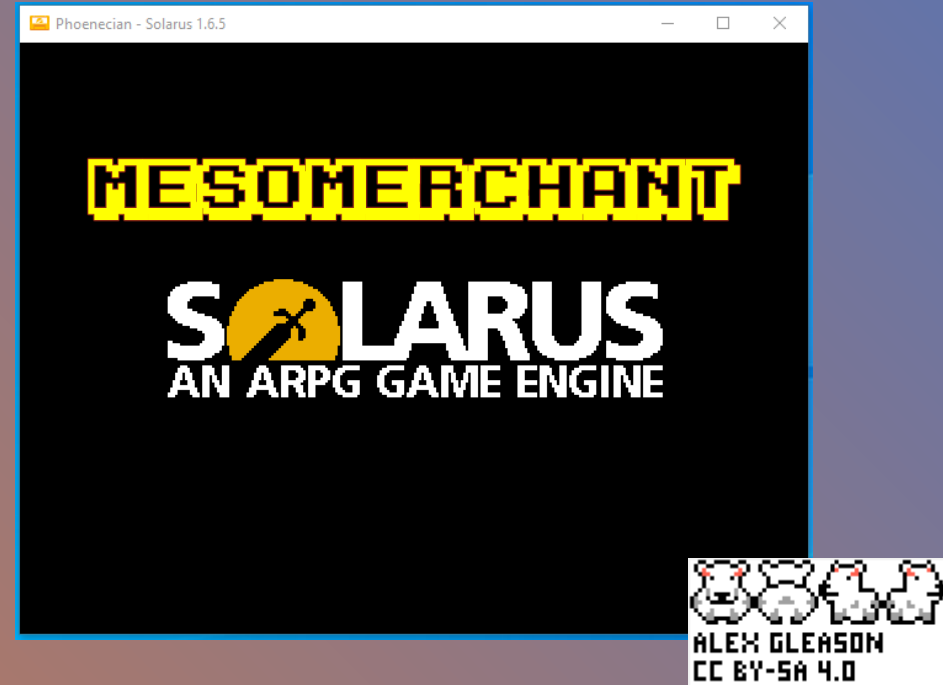 Phoenecian - Solarus 1.6.5
MESOMERCHANT
SOLARUS
AN ARPG GAME ENGINE
ALEX GLEASON
CC BY-SA 4.0